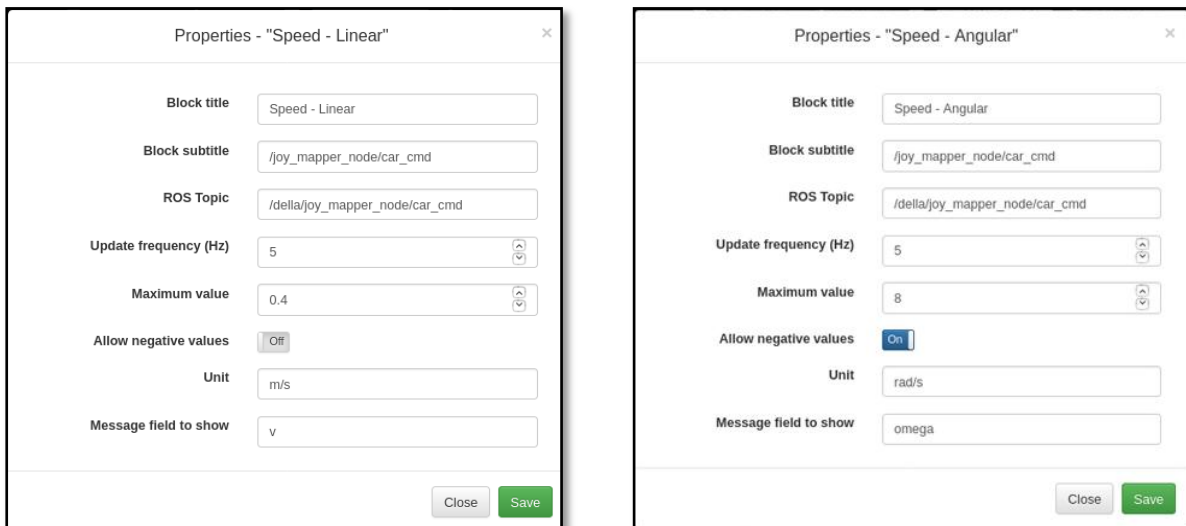 Properties - "Speed - Linear" ×
Block title Speed - Linear
Block subtitle /joy_mapper_node/car_cmd
ROS Topic /della/joy_mapper_node/car_cmd
Update frequency (Hz) 5
Maximum value 0.4
Allow negative values Off
Unit m/s
Message field to show v
Close Save
Properties - "Speed - Angular" ×
Block title Speed - Angular
Block subtitle /joy_mapper_node/car_cmd
ROS Topic /della/joy_mapper_node/car_cmd
Update frequency (Hz) 5
Maximum value 8
Allow negative values On
Unit rad/s
Message field to show omega
Close Save